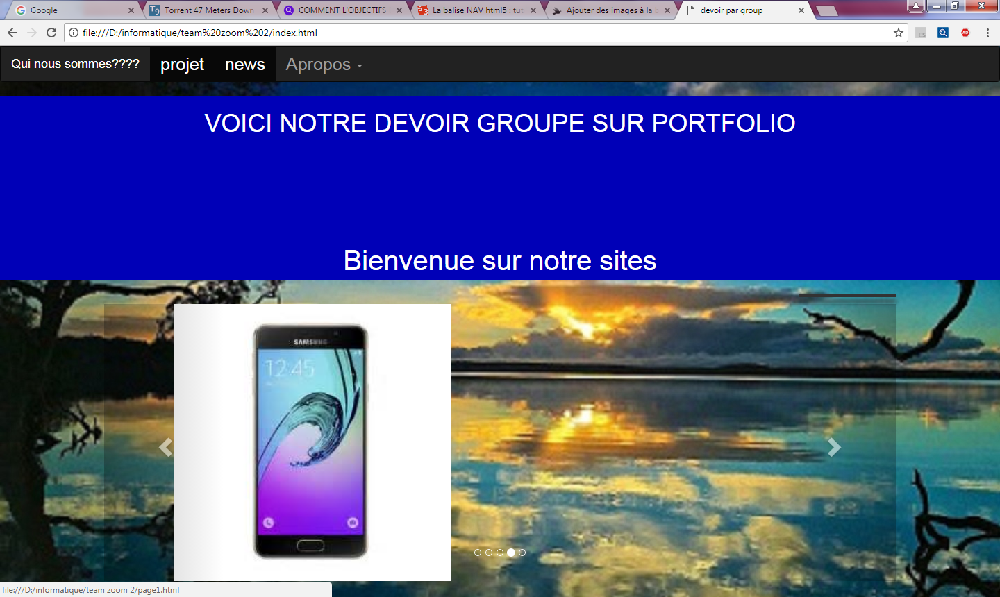 Google
Torrent 47 Meters Down
COMMENT L'OBJECTIFS
La balise NAV html5 : tut
Ajouter des images à la b
devoir par group
file:///D:/informatique/team%20zoom%202/index.html
Qui nous sommes????
projet
news
Apropos
VOICI NOTRE DEVOIR GROUPE SUR PORTFOLIO
Bienvenue sur notre sites
SAMSUNG
12:45
file:///D:/informatique/team zoom 2/page1.html